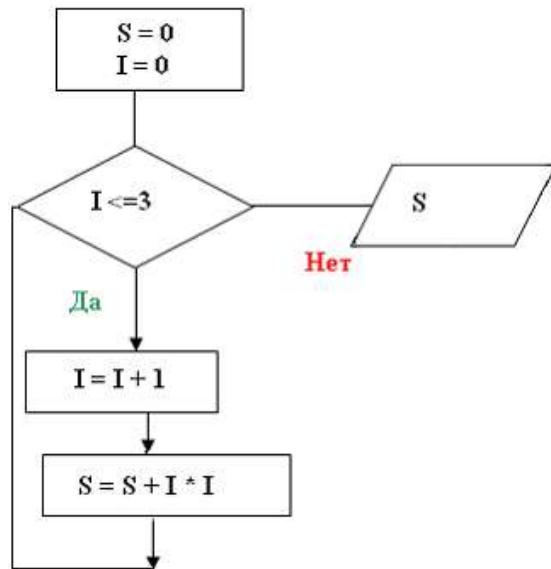 S = 0
I = 0
I <=3
S
Нет
Да
I = I + 1
S = S + I * I